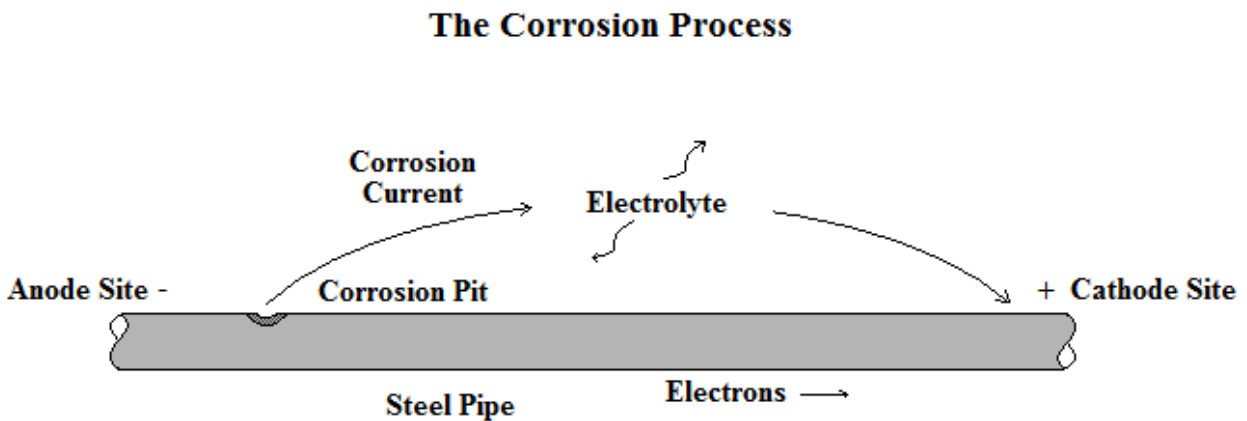 The Corrosion Process
Corrosion
Current
Electrolyte
Anode Site -
Corrosion Pit
+ Cathode Site
Steel Pipe
Electrons